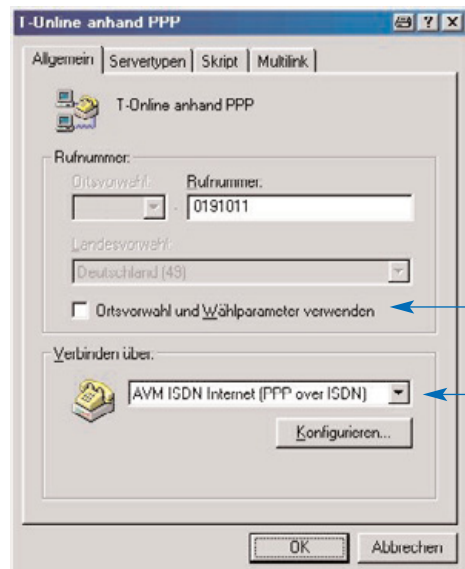 T-Online anhand PPP
Allgemein Servertypen Skript Multilink
T-Online anhand PPP
Rufnummer:
Ortsvorwahl: Rufnummer:
- 0191011
Landesvorwahl:
Deutschland (49)
Ortsvorwahl und Wählparameter verwenden
Verbinden über:
AVM ISDN Internet (PPP over ISDN)
Konfigurieren...
OK Abbrechen